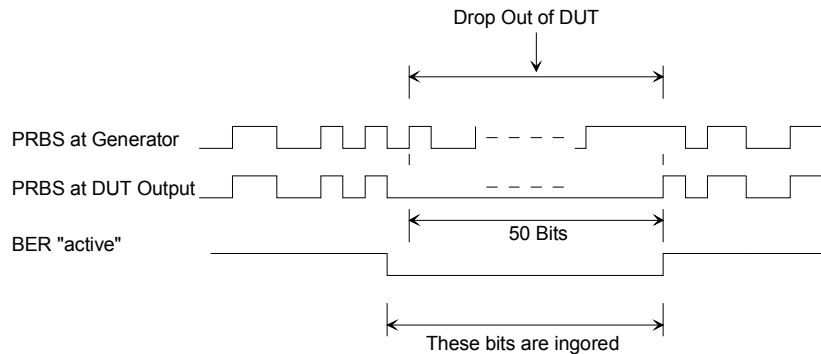 Drop Out of DUT
PRBS at Generator
PRBS at DUT Output
50 Bits
BER "active"
These bits are ingored